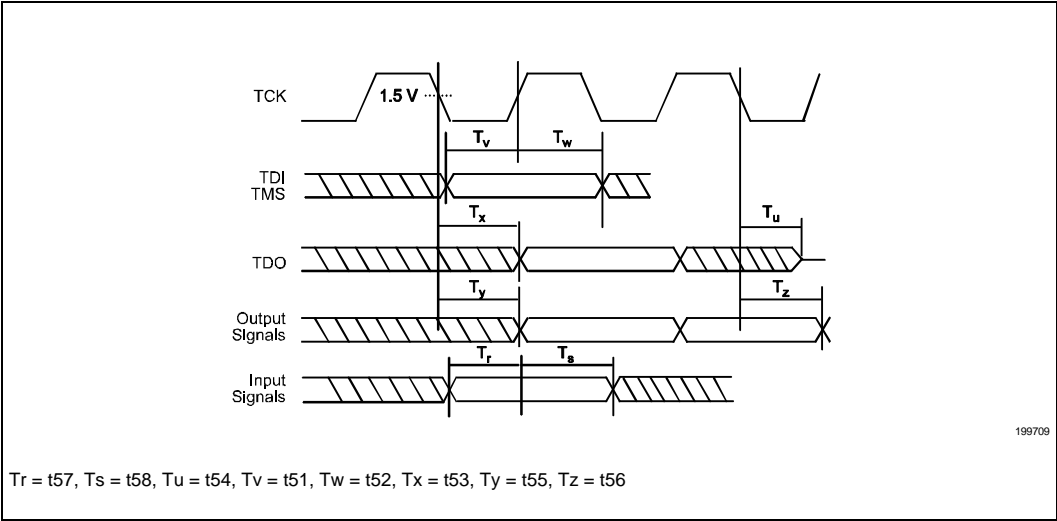 TCK
1.5 V
Tv
Tw
TDI
TMS
Tx
Tu
TDO
Ty
Tz
Output
Signals
Tr
Ts
Input
Signals
199709
Tr = t57, Ts = t58, Tu = t54, Tv = t51, Tw = t52, Tx = t53, Ty = t55, Tz = t56